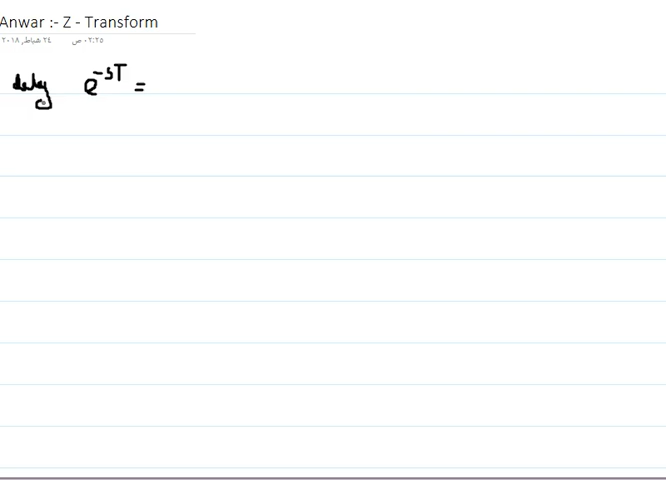 Anwar :- Z - Transform
٢٤ شباط, ٢٠١٨ ٠٢:٢٥ ص
delay e^-sT =